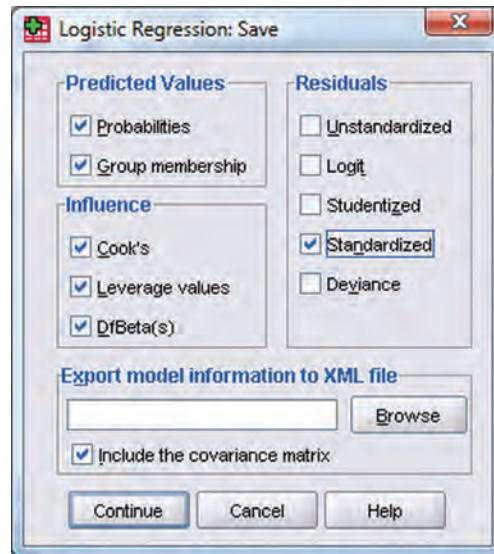 Logistic Regression: Save
Predicted Values
Probabilities
Group membership
Influence
Cook's
Leverage values
DfBeta(s)
Residuals
Unstandardized
Logit
Studentized
Standardized
Deviance
Export model information to XML file
Browse
Include the covariance matrix
Continue
Cancel
Help